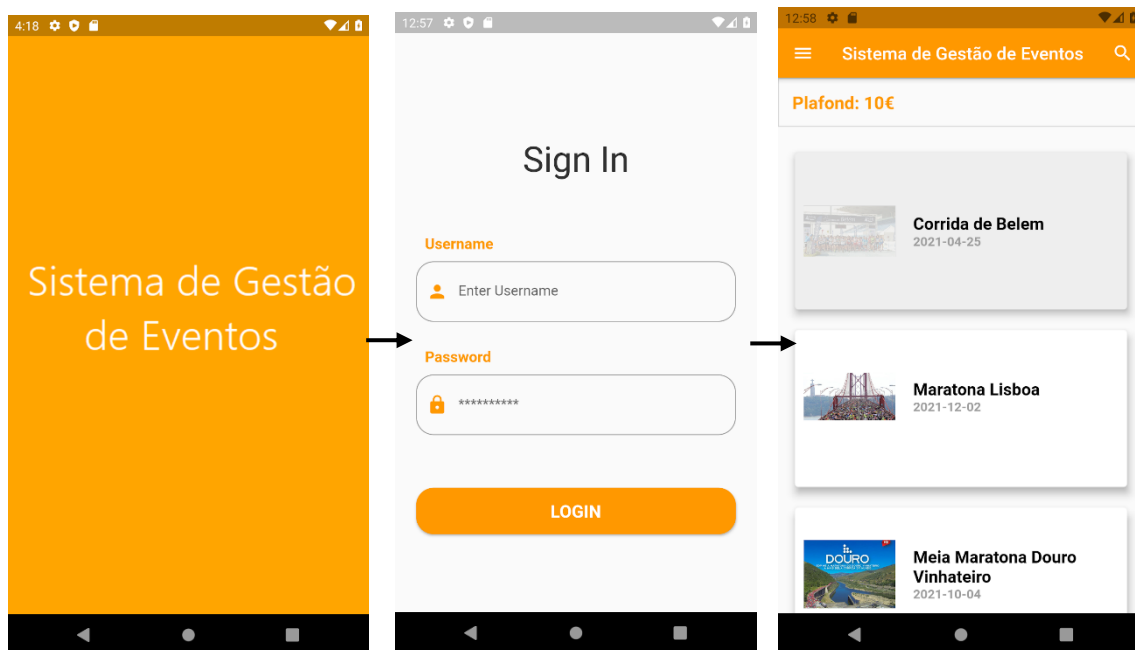 4:18
Sistema de Gestão
de Eventos
12:57
Sign In
Username
Enter Username
Password
**********
LOGIN
12:58
Sistema de Gestão de Eventos
Plafond: 10€
Corrida de Belem
2021-04-25
Maratona Lisboa
2021-12-02
DOURO
Meia Maratona Douro
Vinhateiro
2021-10-04